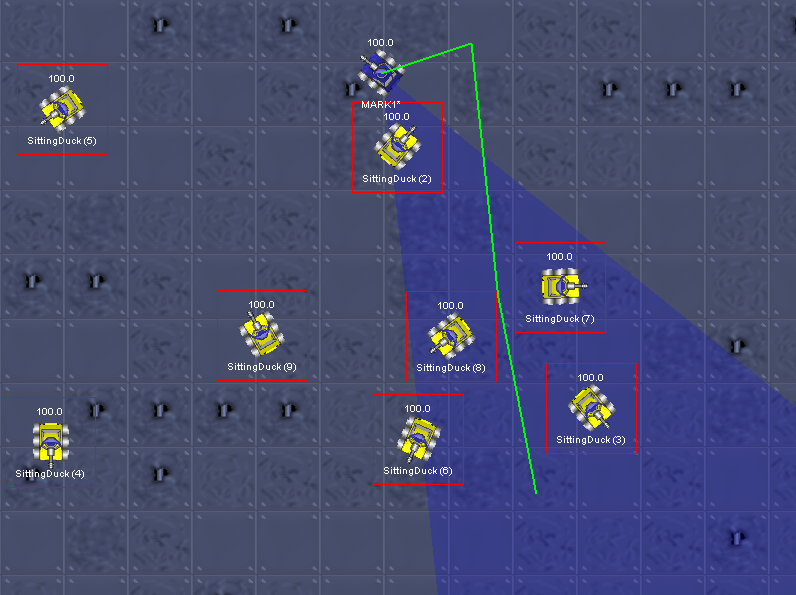 100.0
MARK1*
100.0
SittingDuck (5)
100.0
SittingDuck (2)
100.0
SittingDuck (7)
100.0
SittingDuck (9)
100.0
SittingDuck (8)
100.0
SittingDuck (3)
100.0
SittingDuck (4)
100.0
SittingDuck (6)